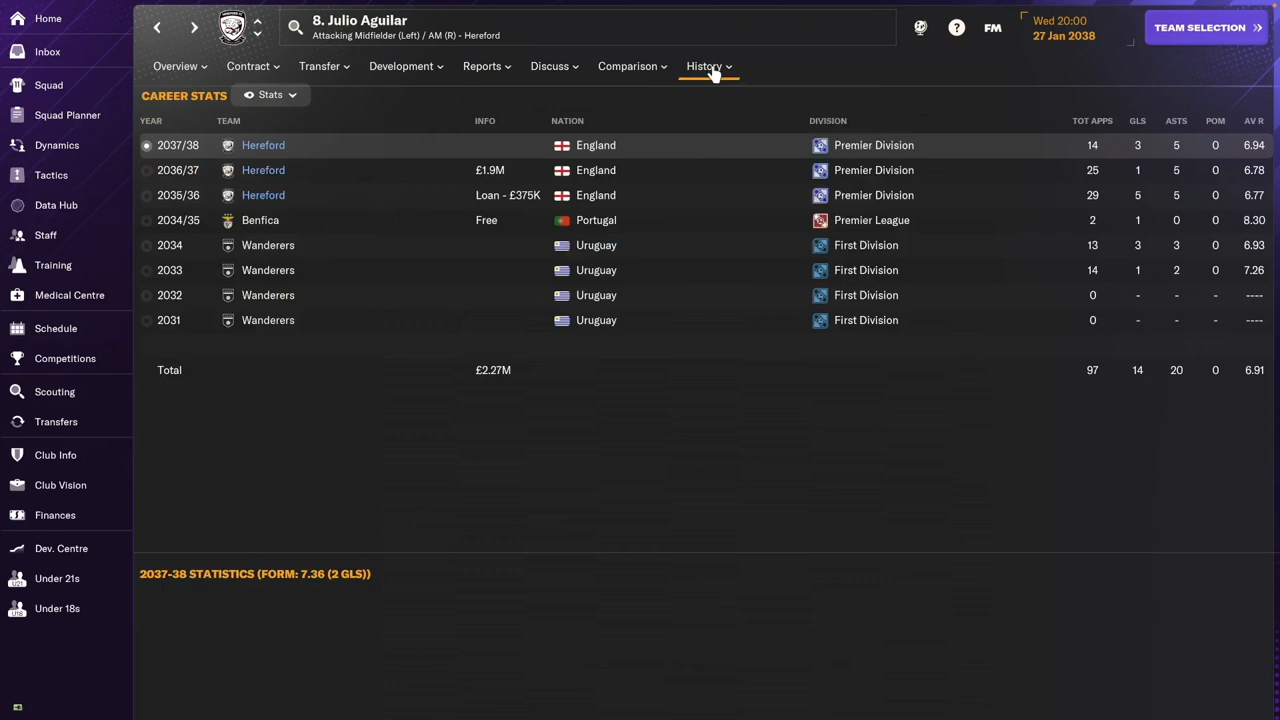 8. Julio Aguilar
Attacking Midfielder (Left) / AM (R) - Hereford
FM
Wed 20:00
27 Jan 2038
TEAM SELECTION
Overview
Contract
Transfer
Development
Reports
Discuss
Comparison
History
Home
Inbox
Squad
Squad Planner
Dynamics
Tactics
Data Hub
Staff
Training
Medical Centre
Schedule
Competitions
Scouting
Transfers
Club Info
Club Vision
Finances
Dev. Centre
Under 21s
Under 18s
CAREER STATS Stats
YEAR TEAM INFO NATION DIVISION TOT APPS GLS ASTS POM AV R
2037/38 Hereford England Premier Division 14 3 5 0 6.94
2036/37 Hereford £1.9M England Premier Division 25 1 5 0 6.78
2035/36 Hereford Loan - £375K England Premier Division 29 5 5 0 6.77
2034/35 Benfica Free Portugal Premier League 2 1 0 0 8.30
2034 Wanderers Uruguay First Division 13 3 3 0 6.93
2033 Wanderers Uruguay First Division 14 1 2 0 7.26
2032 Wanderers Uruguay First Division 0 - - - ----
2031 Wanderers Uruguay First Division 0 - - - ----
Total £2.27M 97 14 20 0 6.91
2037-38 STATISTICS (FORM: 7.36 (2 GLS))